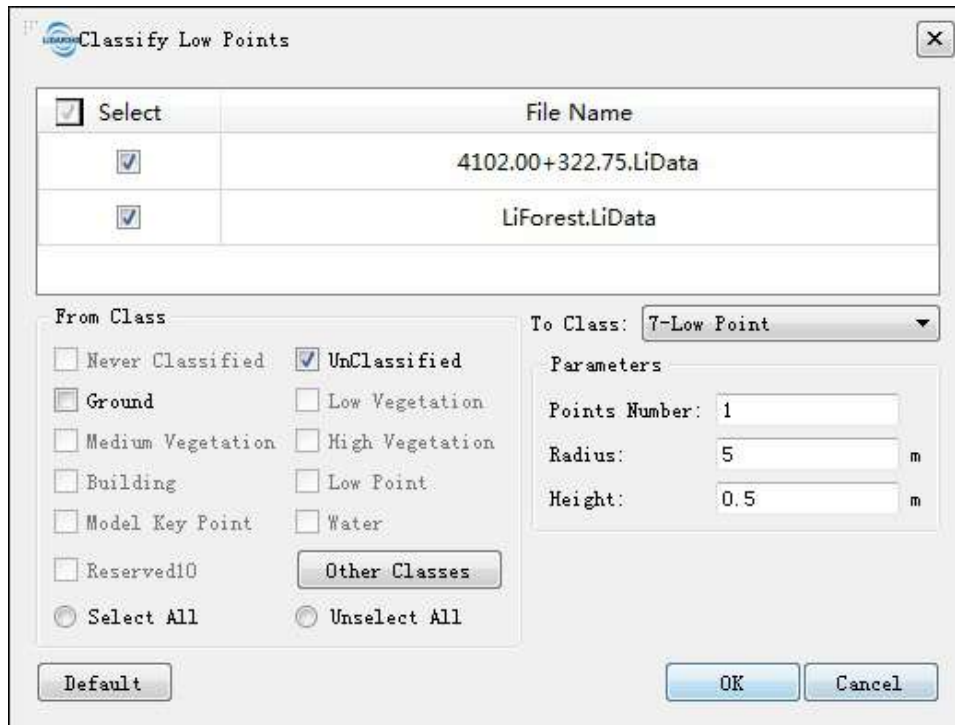 Classify Low Points
Select File Name
4102.00+322.75.LiData
LiForest.LiData
From Class
Never Classified UnClassified
Ground Low Vegetation
Medium Vegetation High Vegetation
Building Low Point
Model Key Point Water
Reserved10 Other Classes
Select All Unselect All
To Class: 7-Low Point
Parameters
Points Number: 1
Radius: 5 m
Height: 0.5 m
Default OK Cancel